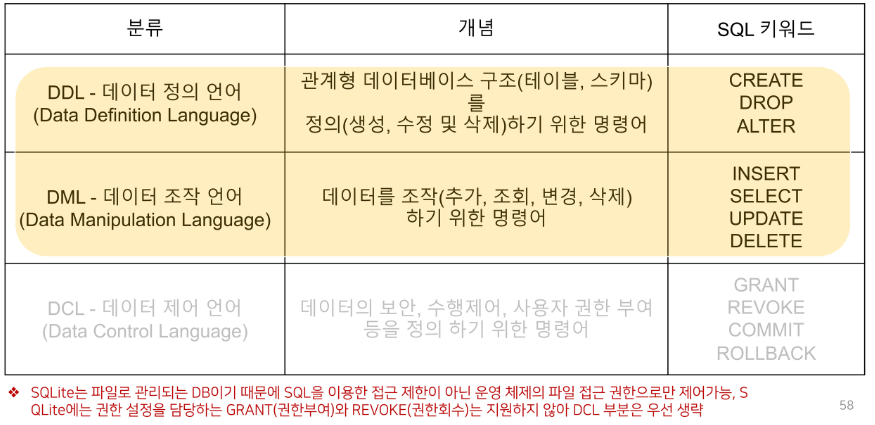 분류
개념
SQL 키워드
DDL - 데이터 정의 언어
(Data Definition Language)
관계형 데이터베이스 구조(테이블, 스키마)
를
정의(생성, 수정 및 삭제)하기 위한 명령어
CREATE
DROP
ALTER
DML - 데이터 조작 언어
(Data Manipulation Language)
데이터를 조작(추가, 조회, 변경, 삭제)
하기 위한 명령어
INSERT
SELECT
UPDATE
DELETE
DCL - 데이터 제어 언어
(Data Control Language)
데이터의 보안, 수행제어, 사용자 권한 부여
등을 정의 하기 위한 명령어
GRANT
REVOKE
COMMIT
ROLLBACK
❖ SQLite는 파일로 관리되는 DB이기 때문에 SQL을 이용한 접근 제한이 아닌 운영 체제의 파일 접근 권한으로만 제어가능, S
QLite에는 권한 설정을 담당하는 GRANT(권한부여)와 REVOKE(권한회수)는 지원하지 않아 DCL 부분은 우선 생략
58